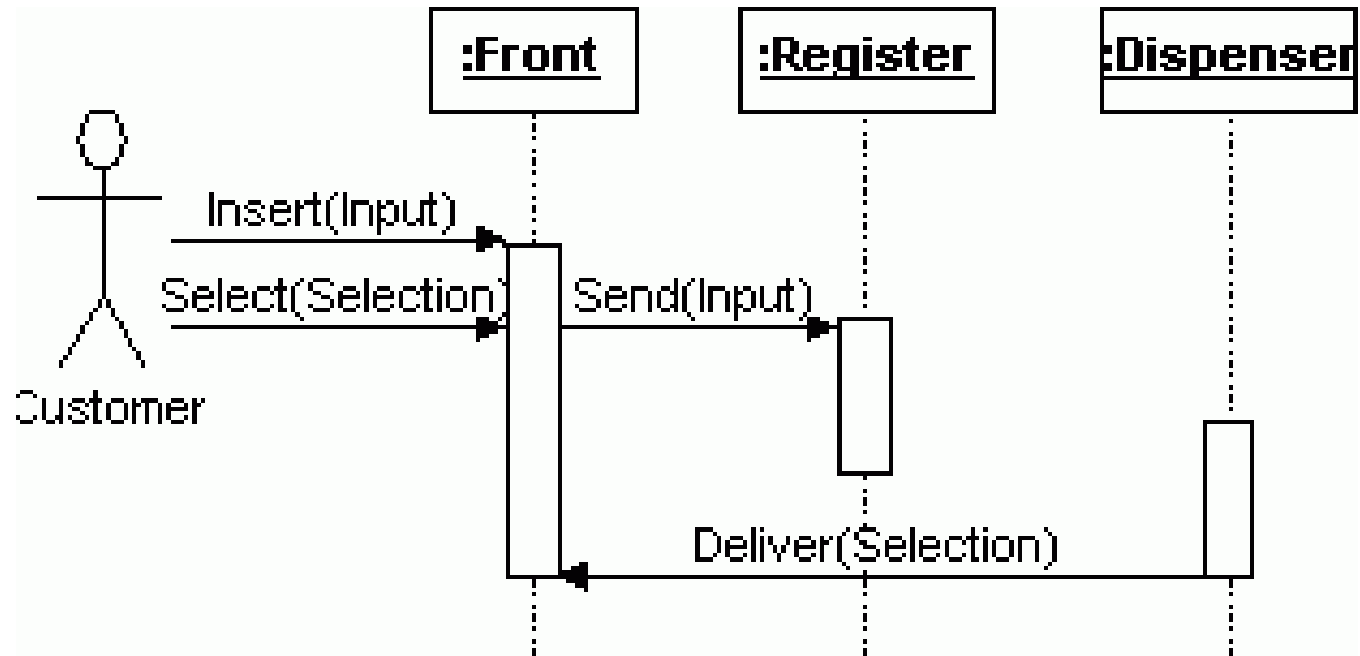 :Front
:Register
:Dispenser
Insert(Input)
Select(Selection)
Send(Input)
Customer
Deliver(Selection)